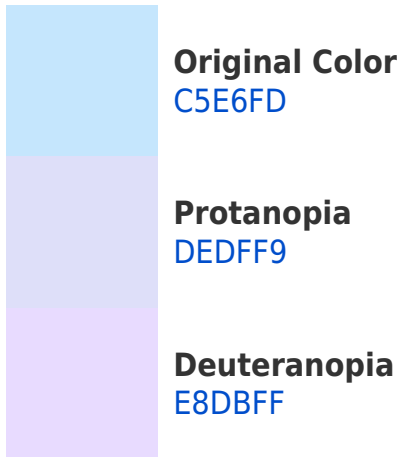 Original Color
C5E6FD
Protanopia
DEDFF9
Deuteranopia
E8DBFF